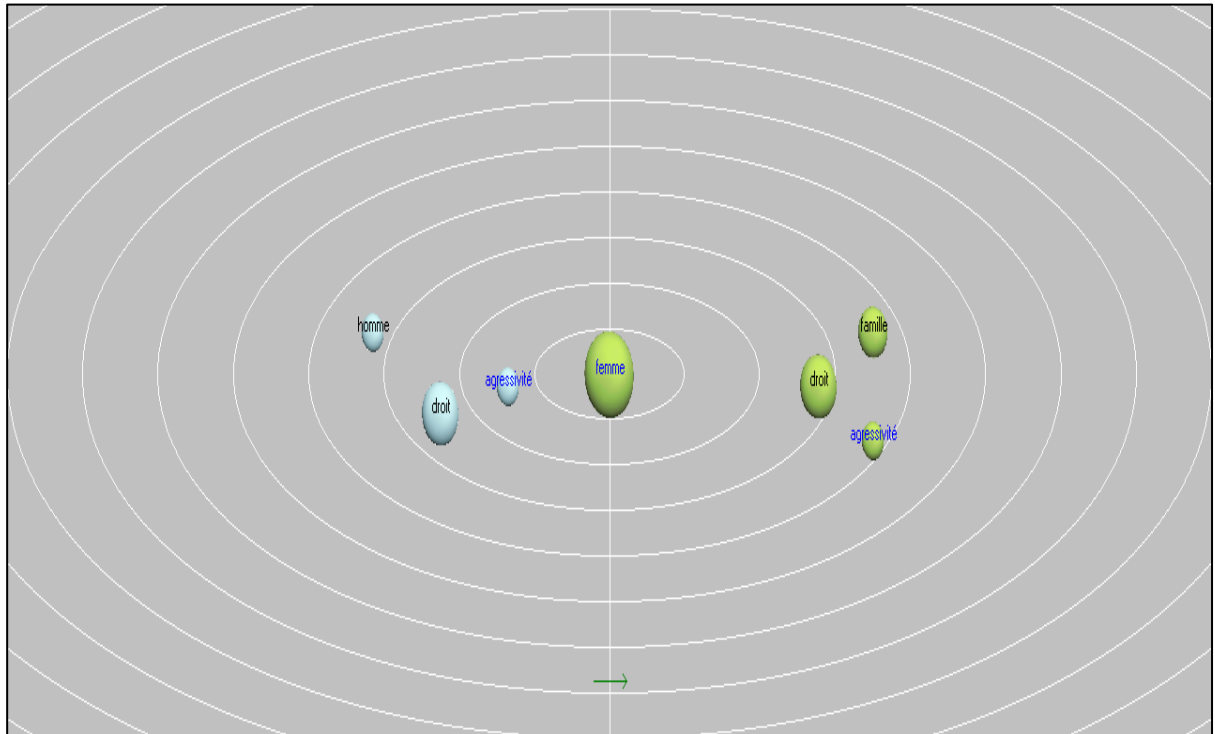 homme
famille
femme
agressivité
droit
droit
agressivité